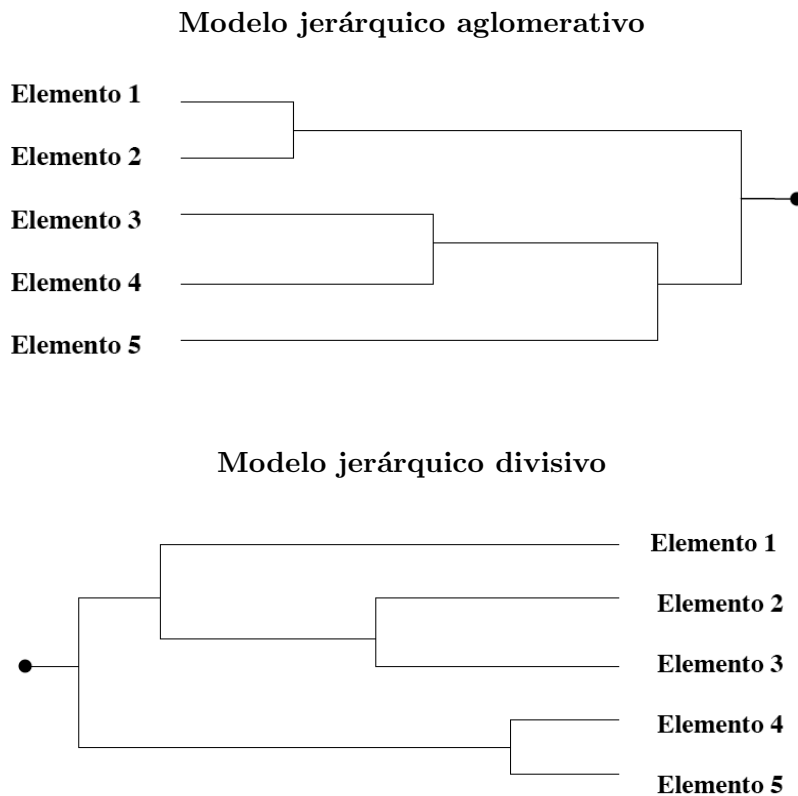 Modelo jerárquico aglomerativo
Elemento 1
Elemento 2
Elemento 3
Elemento 4
Elemento 5
Modelo jerárquico divisivo
Elemento 1
Elemento 2
Elemento 3
Elemento 4
Elemento 5